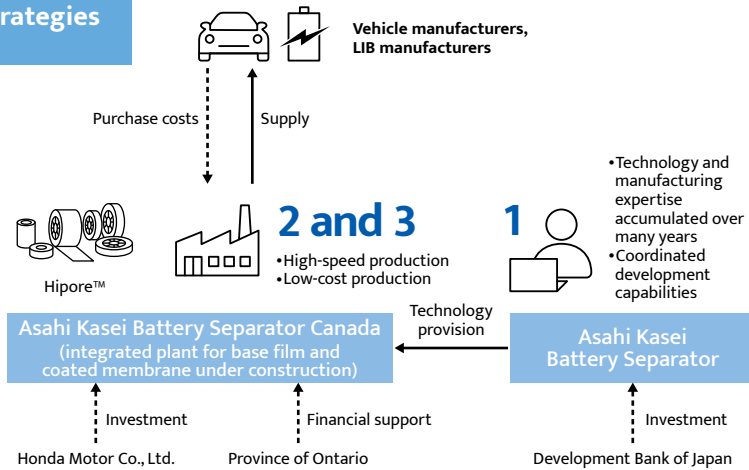 rategies
Vehicle manufacturers,
LIB manufacturers
Purchase costs
Supply
Hipore™
2 and 3
•High-speed production
•Low-cost production
1
•Technology and
manufacturing
expertise
accumulated over
many years
•Coordinated
development
capabilities
Asahi Kasei Battery Separator Canada
(integrated plant for base film and
coated membrane under construction)
Technology
provision
Asahi Kasei
Battery Separator
Investment
Financial support
Investment
Honda Motor Co., Ltd.
Province of Ontario
Development Bank of Japan